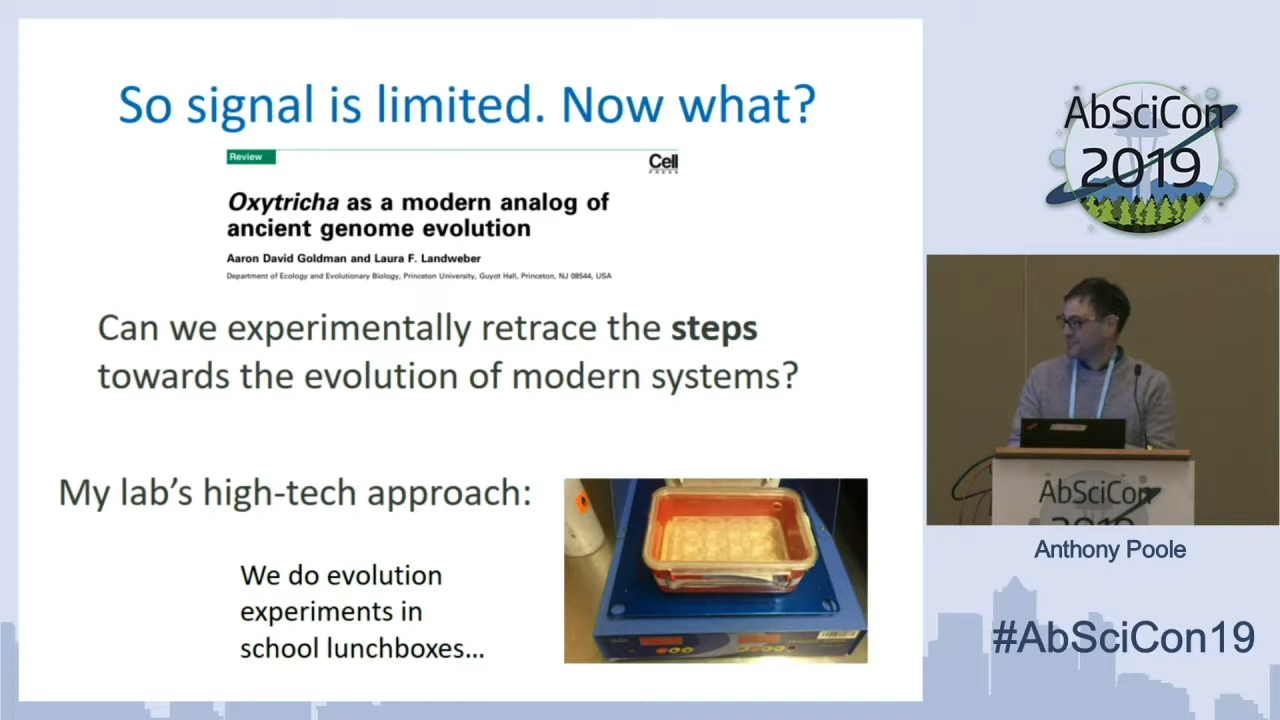 So signal is limited. Now what?
Review
Cell
PRESS
Oxytricha as a modern analog of
ancient genome evolution
Aaron David Goldman and Laura F. Landweber
Department of Ecology and Evolutionary Biology, Princeton University, Guyot Hall, Princeton, NJ 08544, USA
Can we experimentally retrace the steps
towards the evolution of modern systems?
My lab’s high-tech approach:
We do evolution
experiments in
school lunchboxes...
AbSciCon
2019
AbSciCon
2019
Anthony Poole
#AbSciCon19